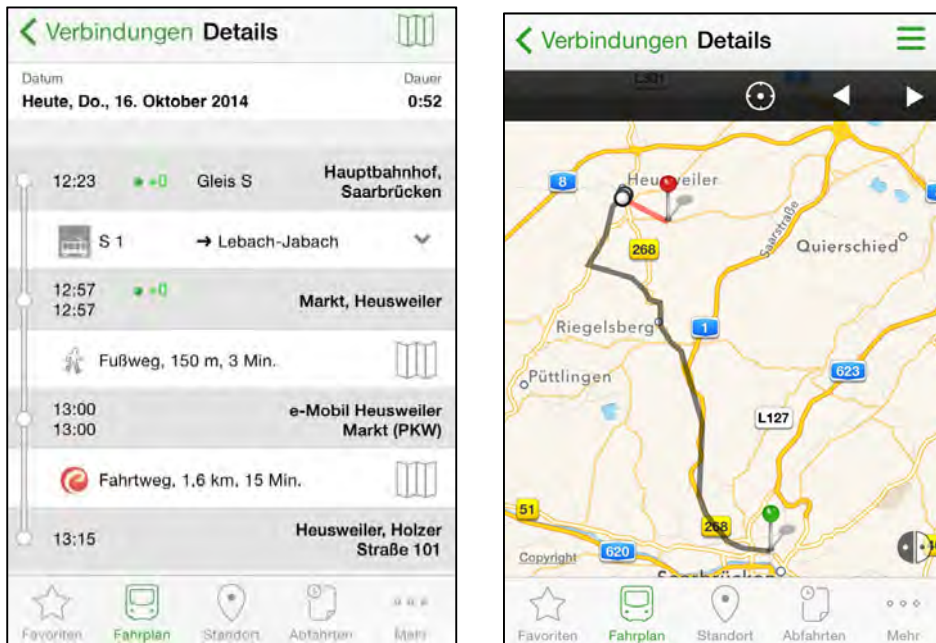 Verbindungen Details
Datum
Dauer
Heute, Do., 16. Oktober 2014
0:52
12:23
+0
Gleis S
Hauptbahnhof,
Saarbrücken
S 1
→ Lebach-Jabach
12:57
+0
12:57
Markt, Heusweiler
Fußweg, 150 m, 3 Min.
13:00
13:00
e-Mobil Heusweiler
Markt (PKW)
Fahrtweg, 1.6 km, 15 Min.
13:15
Heusweiler, Holzer
Straße 101
Favoriten
Fahrplan
Standort
Abfahrten
Mehr
Verbindungen Details
8
Heusweiler
268
Saarstraße
Quierschied
Riegelsberg
1
623
Püttlingen
L127
51
268
620
Copyright
Saarbrücken
Favoriten
Fahrplan
Standort
Abfahrten
Mehr